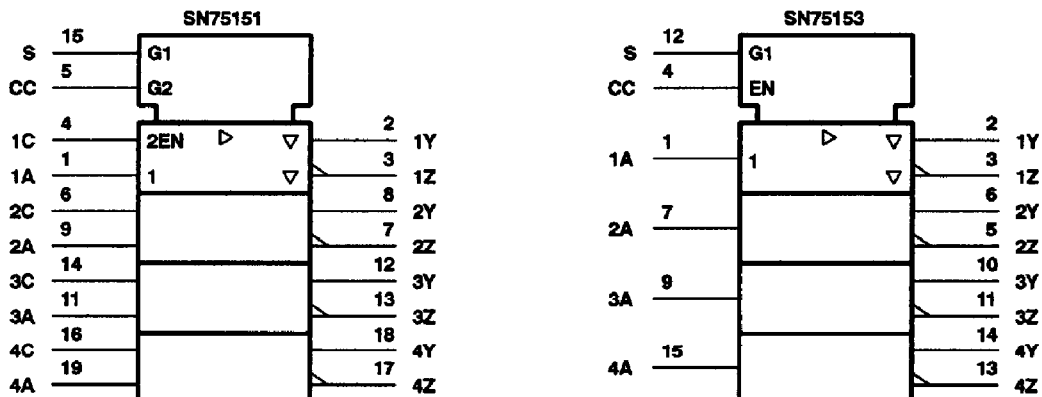 SN75151
S 15 G1
CC 5 G2
1C 4 2EN 2 1Y
1A 1 1 3 1Z
2C 6 8 2Y
2A 9 7 2Z
3C 14 12 3Y
3A 11 13 3Z
4C 16 18 4Y
4A 19 17 4Z
SN75153
S 12 G1
CC 4 EN
2 1Y
1A 1 1 3 1Z
6 2Y
2A 7 5 2Z
10 3Y
3A 9 11 3Z
14 4Y
4A 15 13 4Z